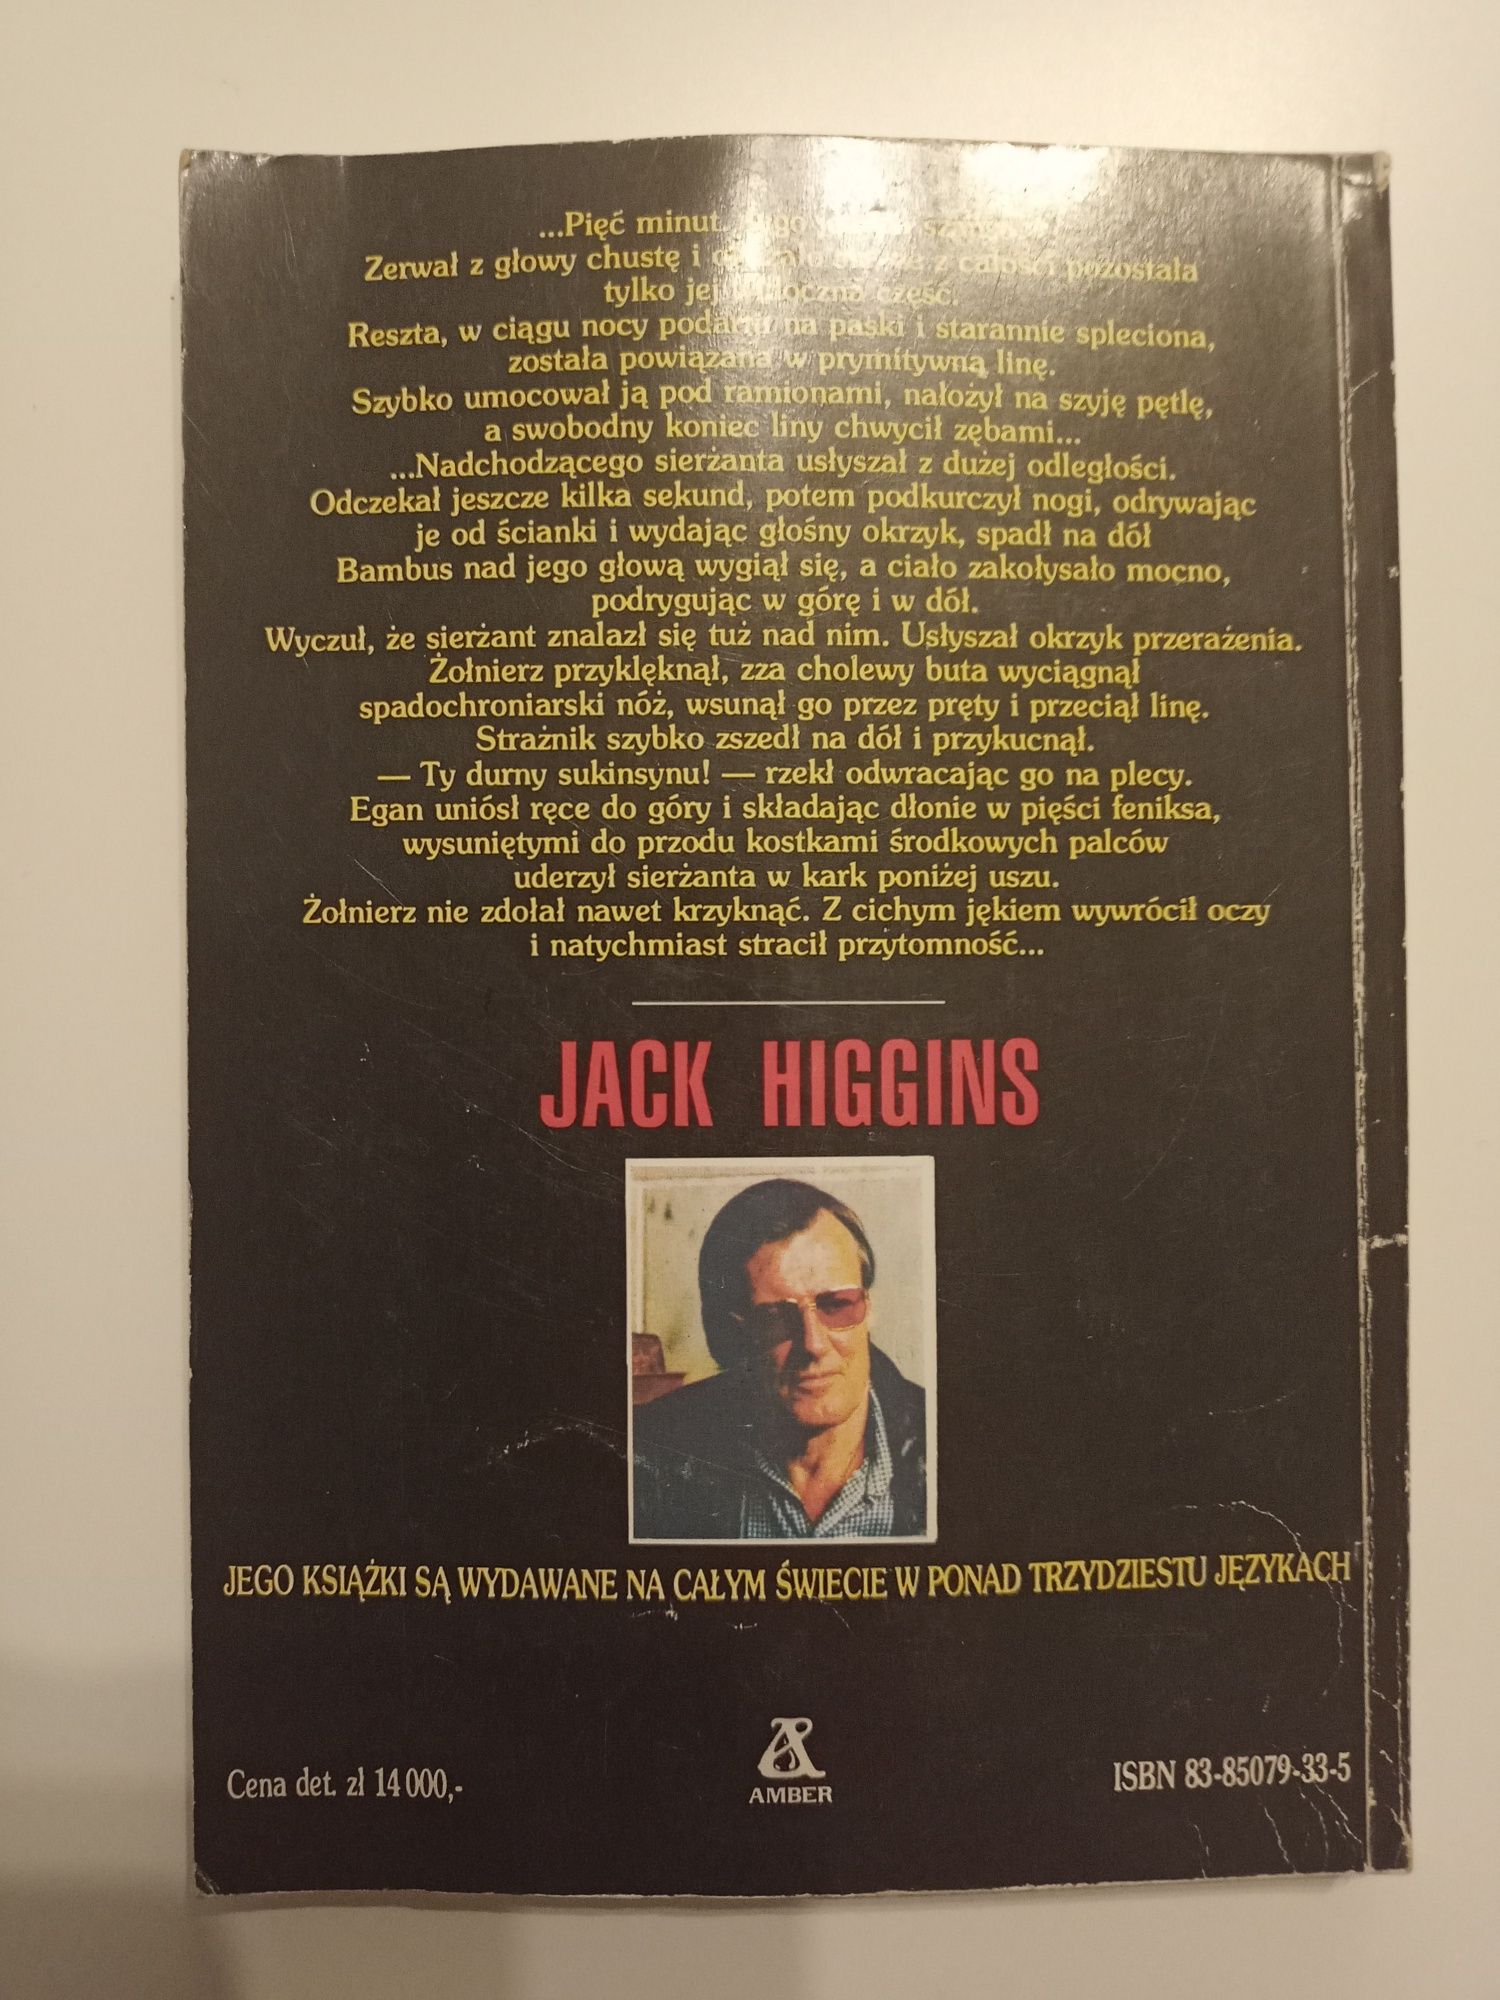 ...Pięć minut.
Zerwał z głowy chustę i z całości pozostała
tylko jej część.
Reszta, w ciągu nocy podarta na paski i starannie spleciona,
została powiązana w prymitywną linę.
Szybko umocował ją pod ramionami, nałożył na szyję pętlę,
a swobodny koniec liny chwycił zębami...
...Nadchodzącego sierżanta usłyszał z dużej odległości.
Odczekał jeszcze kilka sekund, potem podkurczył nogi, odrywając
je od ścianki i wydając głośny okrzyk, spadł na dół
Bambus nad jego głową wygiął się, a ciało zakołysało mocno,
podrygując w górę i w dół.
Wyczuł, że sierżant znalazł się tuż nad nim. Usłyszał okrzyk przerażenia.
Żołnierz przyklęknął, zza cholewy buta wyciągnął
spadochroniarski nóż, wsunął go przez pręty i przeciął linę.
Strażnik szybko zszedł na dół i przykucnął.
— Ty durny sukinsynu! — rzekł odwracając go na plecy.
Egan uniósł ręce do góry i składając dłonie w pięści feniksa,
wysuniętymi do przodu kostkami środkowych palców
uderzył sierżanta w kark poniżej uszu.
Żołnierz nie zdołał nawet krzyknąć. Z cichym jękiem wywrócił oczy
i natychmiast stracił przytomność...
JACK HIGGINS
JEGO KSIĄŻKI SĄ WYDAWANE NA CAŁYM ŚWIECIE W PONAD TRZYDZIESTU JĘZYKACH
Cena det. zł 14 000,-
AMBER
ISBN 83-85079-33-5